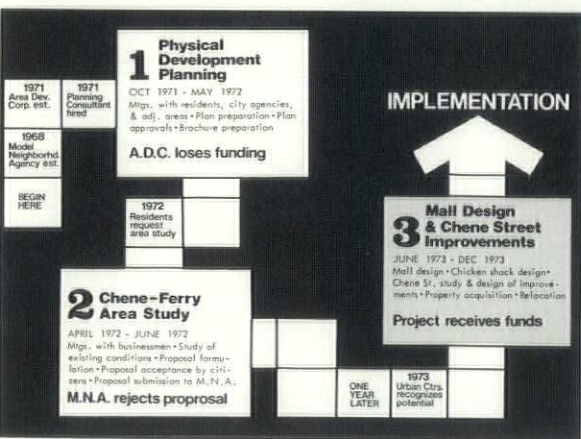 BEGIN
HERE
1968
Model
Neighborhd.
Agency est.
1971
Area Dev.
Corp. est.
1971
Planning
Consultant
hired
1 Physical
Development
Planning
OCT 1971 - MAY 1972
Mtgs. with residents, city agencies,
& adj. areas • Plan preparation • Plan
approvals • Brochure preparation
A.D.C. loses funding
1972
Residents
request
area study
2 Chene-Ferry
Area Study
APRIL 1972 - JUNE 1972
Mtgs. with businessmen • Study of
existing conditions • Proposal formu-
lation • Proposal acceptance by citi-
zens • Proposal submission to M.N.A.
M.N.A. rejects proprosal
ONE
YEAR
LATER
1973
Urban Ctrs.
recognizes
potential
3 Mall Design
& Chene Street
Improvements
JUNE 1973 - DEC 1973
Mall design • Chicken shack design •
Chene St. study & design of improve-
ments • Property acquisition • Relocation
Project receives funds
IMPLEMENTATION